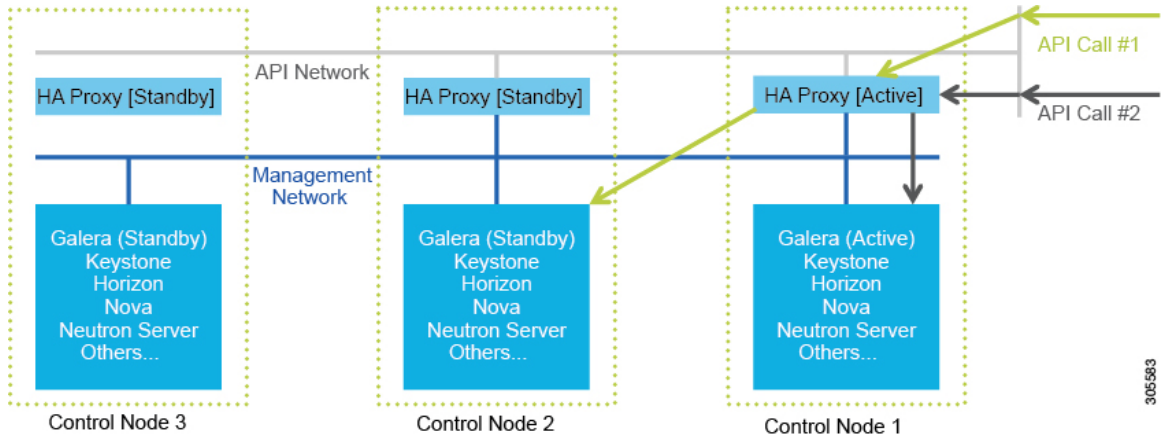 API Call #1
API Network
HA Proxy [Standby]
HA Proxy [Standby]
HA Proxy [Active]
API Call #2
Management
Network
Galera (Standby)
Keystone
Horizon
Nova
Neutron Server
Others...
Galera (Standby)
Keystone
Horizon
Nova
Neutron Server
Others...
Galera (Active)
Keystone
Horizon
Nova
Neutron Server
Others...
305583
Control Node 3
Control Node 2
Control Node 1